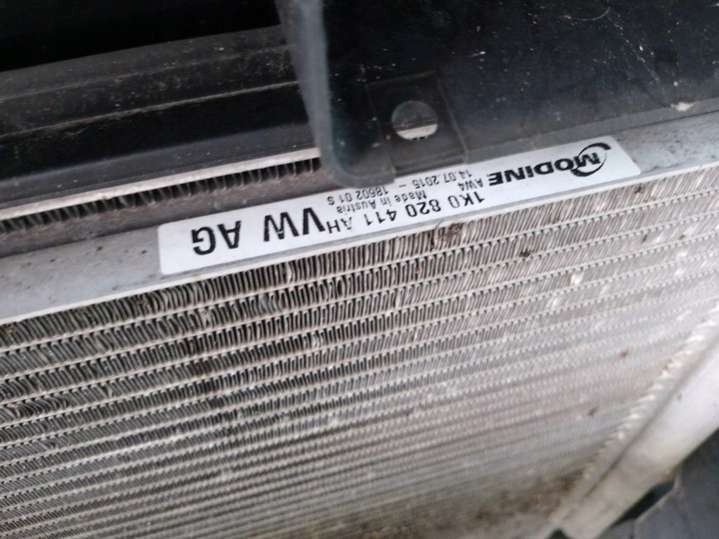 MODINE
AW4
14.07.2015 - 18602 01 S
1K0 820 411 AH
Made in Austria
VW AG